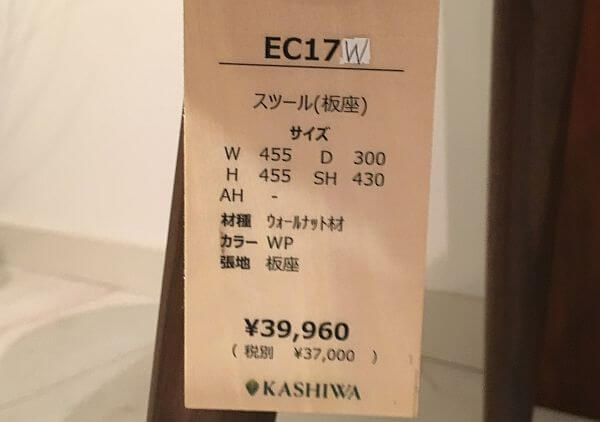 EC17W
スツール(板座)
サイズ
W 455 D 300
H 455 SH 430
AH -
材種 ウォールナット材
カラー WP
張地 板座
¥39,960
( 税別 ¥37,000 )
KASHIWA